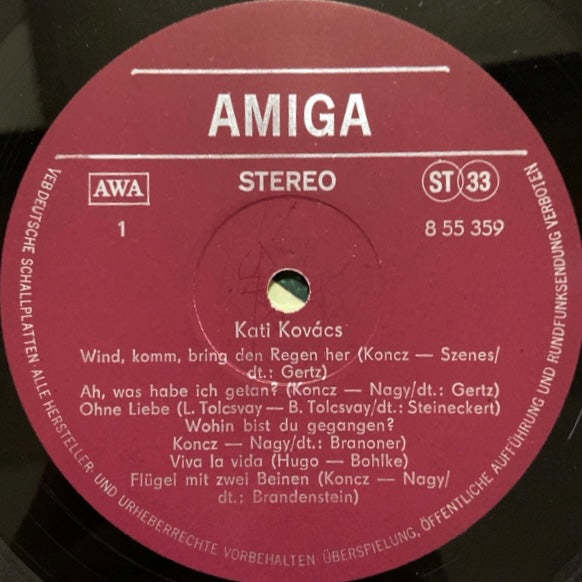 AMIGA
AWA
STEREO
ST 33
1
8 55 359
Kati Kovács
Wind, komm, bring den Regen her (Koncz — Szenes/
dt.: Gertz)
Ah, was habe ich getan? (Koncz — Nagy/dt.: Gertz)
Ohne Liebe (L. Tolcsvay — B. Tolcsvay/dt.: Steineckert)
Wohin bist du gegangen?
Koncz — Nagy/dt.: Branoner)
Viva la vida (Hugo — Bohlke)
Flügel mit zwei Beinen (Koncz — Nagy/
dt.: Brandenstein)
VEB DEUTSCHE SCHALLPLATTEN ALLE HERSTELLER- UND URHEBERRECHTE VORBEHALTEN ÜBERSPIELUNG, ÖFFENTLICHE AUFFÜHRUNG UND RUNDFUNKSENDUNG VERBOTEN